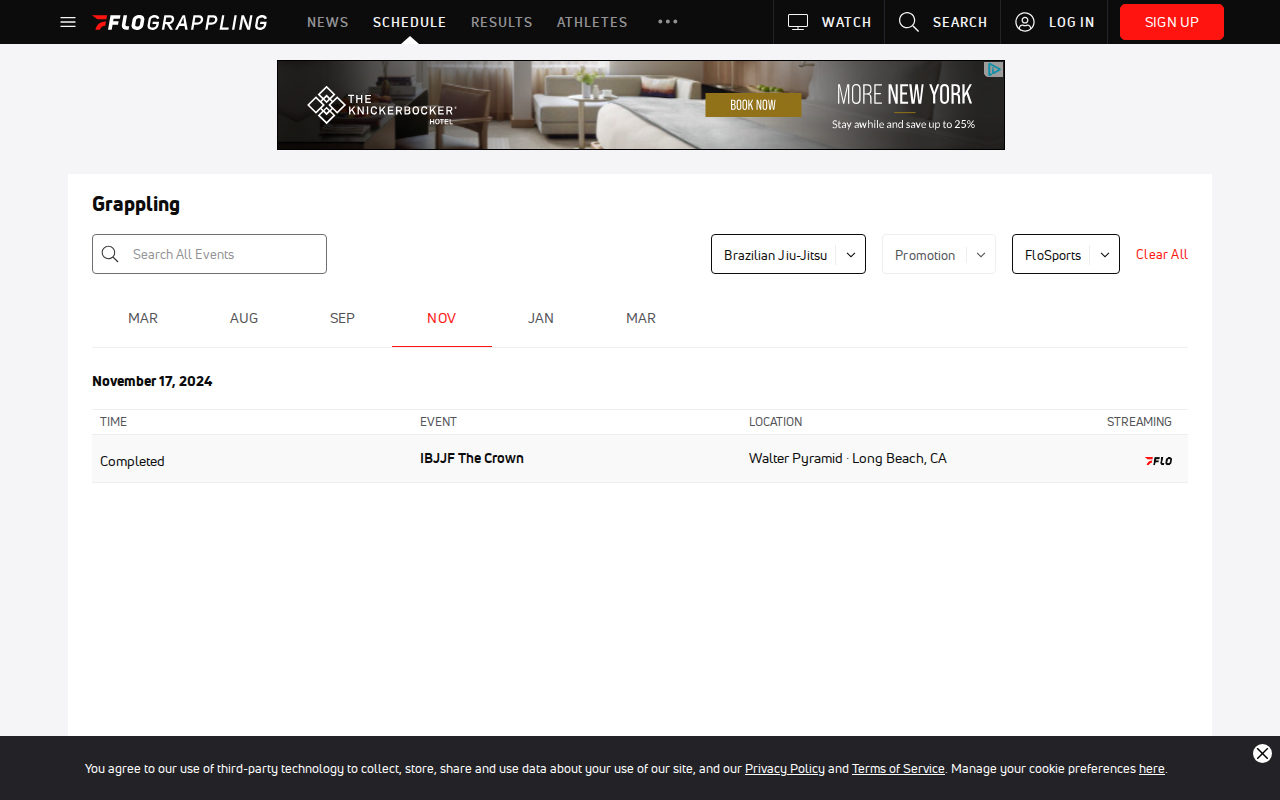 FLOGRAPPLING NEWS SCHEDULE RESULTS ATHLETES WATCH SEARCH LOG IN SIGN UP
THE KNICKERBOCKER HOTEL
BOOK NOW
MORE NEW YORK
Stay awhile and save up to 25%
Grappling
Search All Events Brazilian Jiu-Jitsu Promotion FloSports Clear All
MAR AUG SEP NOV JAN MAR
November 17, 2024
TIME EVENT LOCATION STREAMING
Completed IBJJF The Crown Walter Pyramid · Long Beach, CA FLO
You agree to our use of third-party technology to collect, store, share and use data about your use of our site, and our Privacy Policy and Terms of Service. Manage your cookie preferences here.